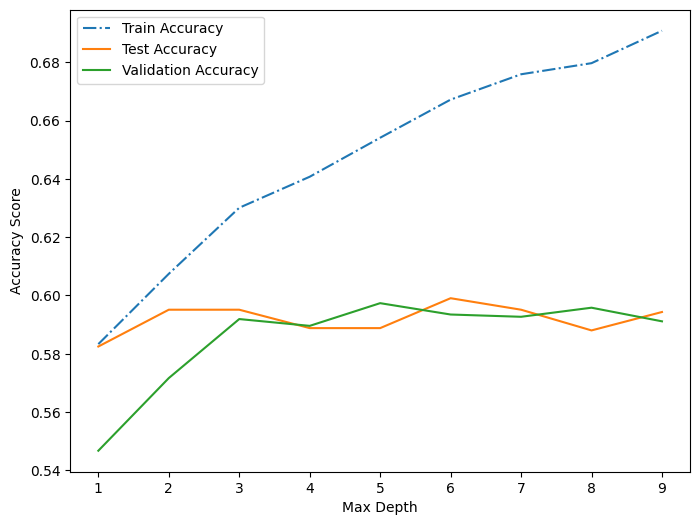 Train Accuracy
Test Accuracy
Validation Accuracy
Accuracy Score
0.68
0.66
0.64
0.62
0.60
0.58
0.56
0.54
1 2 3 4 5 6 7 8 9
Max Depth